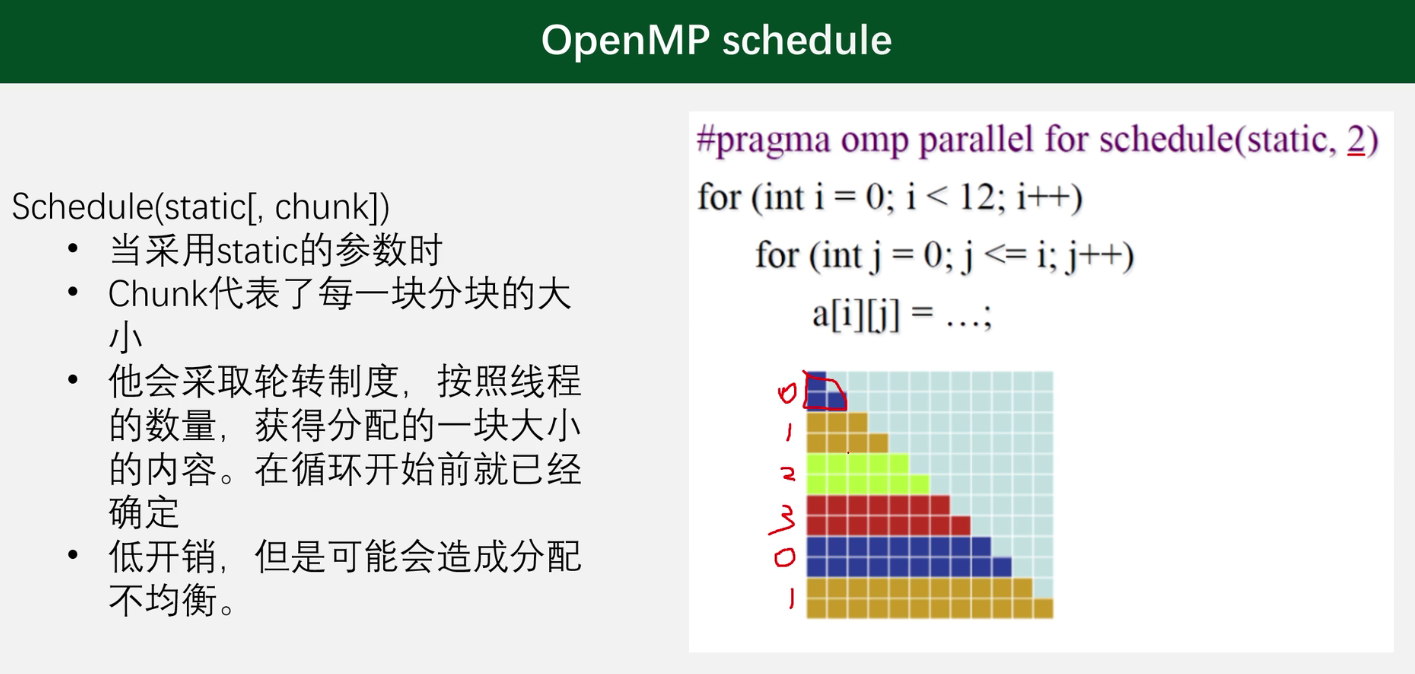 OpenMP schedule
Schedule(static[, chunk])
• 当采用static的参数时
• Chunk代表了每一块分块的大
小
• 他会采取轮转制度，按照线程
的数量，获得分配的一块大小
的内容。在循环开始前就已经
确定
• 低开销，但是可能会造成分配
不均衡。
#pragma omp parallel for schedule(static, 2)
for (int i = 0; i < 12; i++)
for (int j = 0; j <= i; j++)
a[i][j] = …;
0
1
2
3
0
1